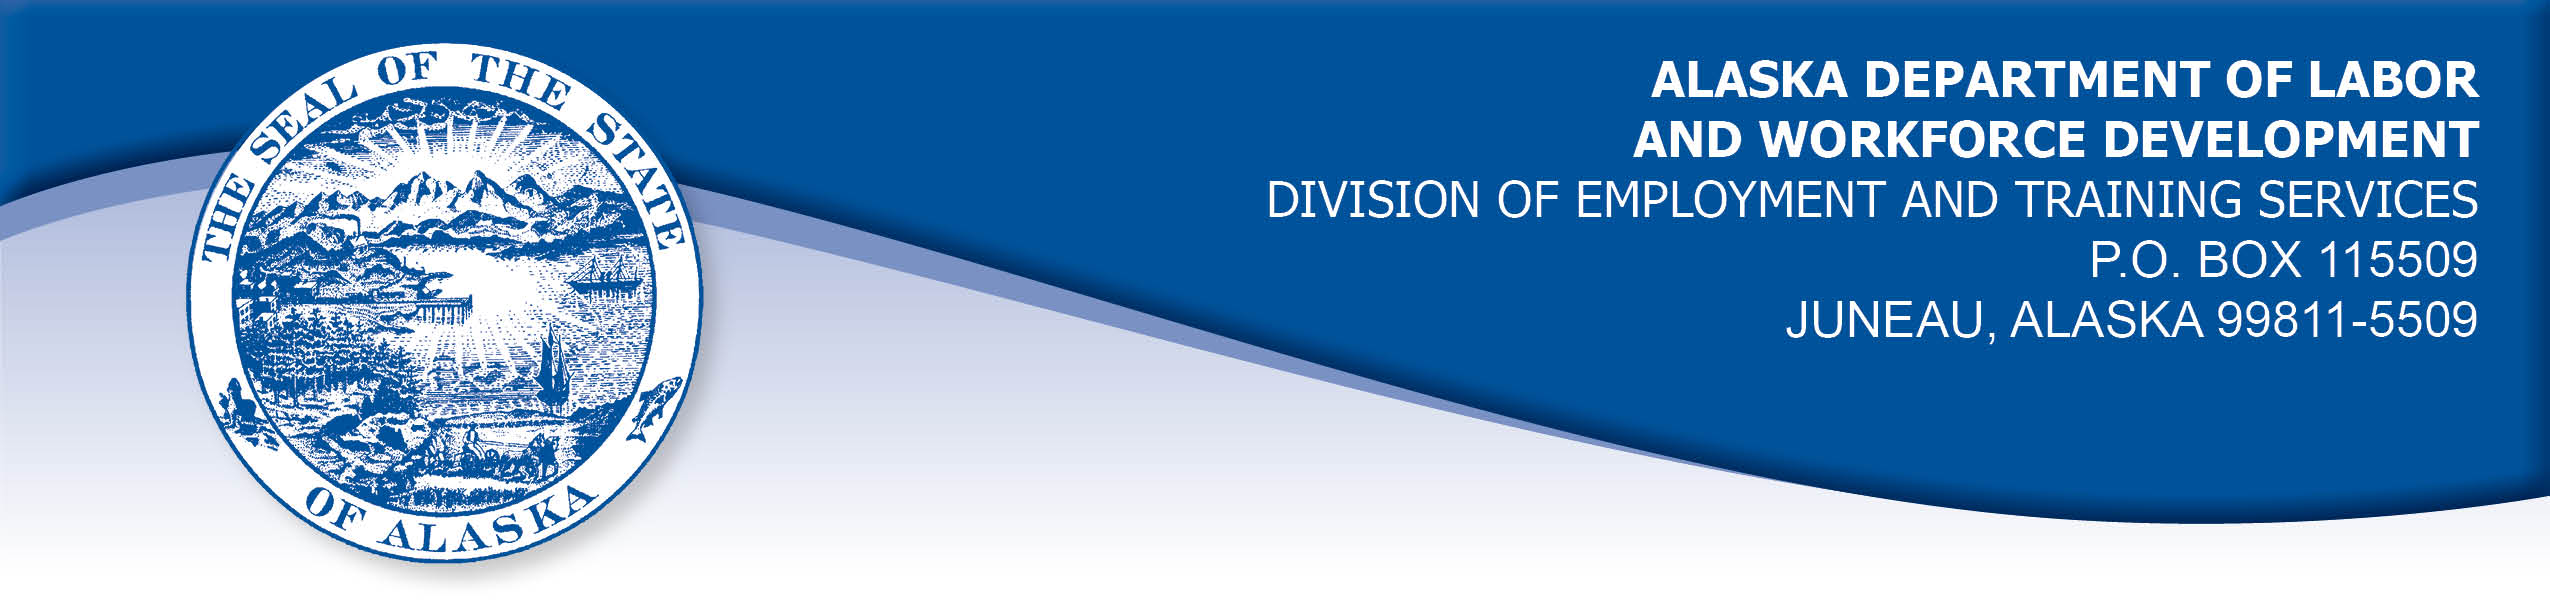 THE SEAL OF THE STATE
OF ALASKA
ALASKA DEPARTMENT OF LABOR
AND WORKFORCE DEVELOPMENT
DIVISION OF EMPLOYMENT AND TRAINING SERVICES
P.O. BOX 115509
JUNEAU, ALASKA 99811-5509